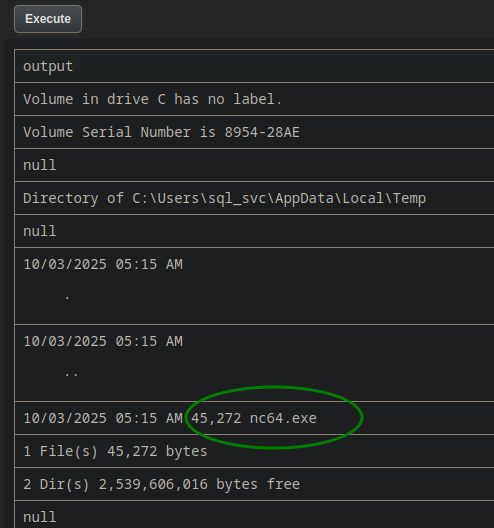 Execute
output
Volume in drive C has no label.
Volume Serial Number is 8954-28AE
null
Directory of C:\Users\sql_svc\AppData\Local\Temp
null
10/03/2025 05:15 AM
.
10/03/2025 05:15 AM
..
10/03/2025 05:15 AM 45,272 nc64.exe
1 File(s) 45,272 bytes
2 Dir(s) 2,539,606,016 bytes free
null